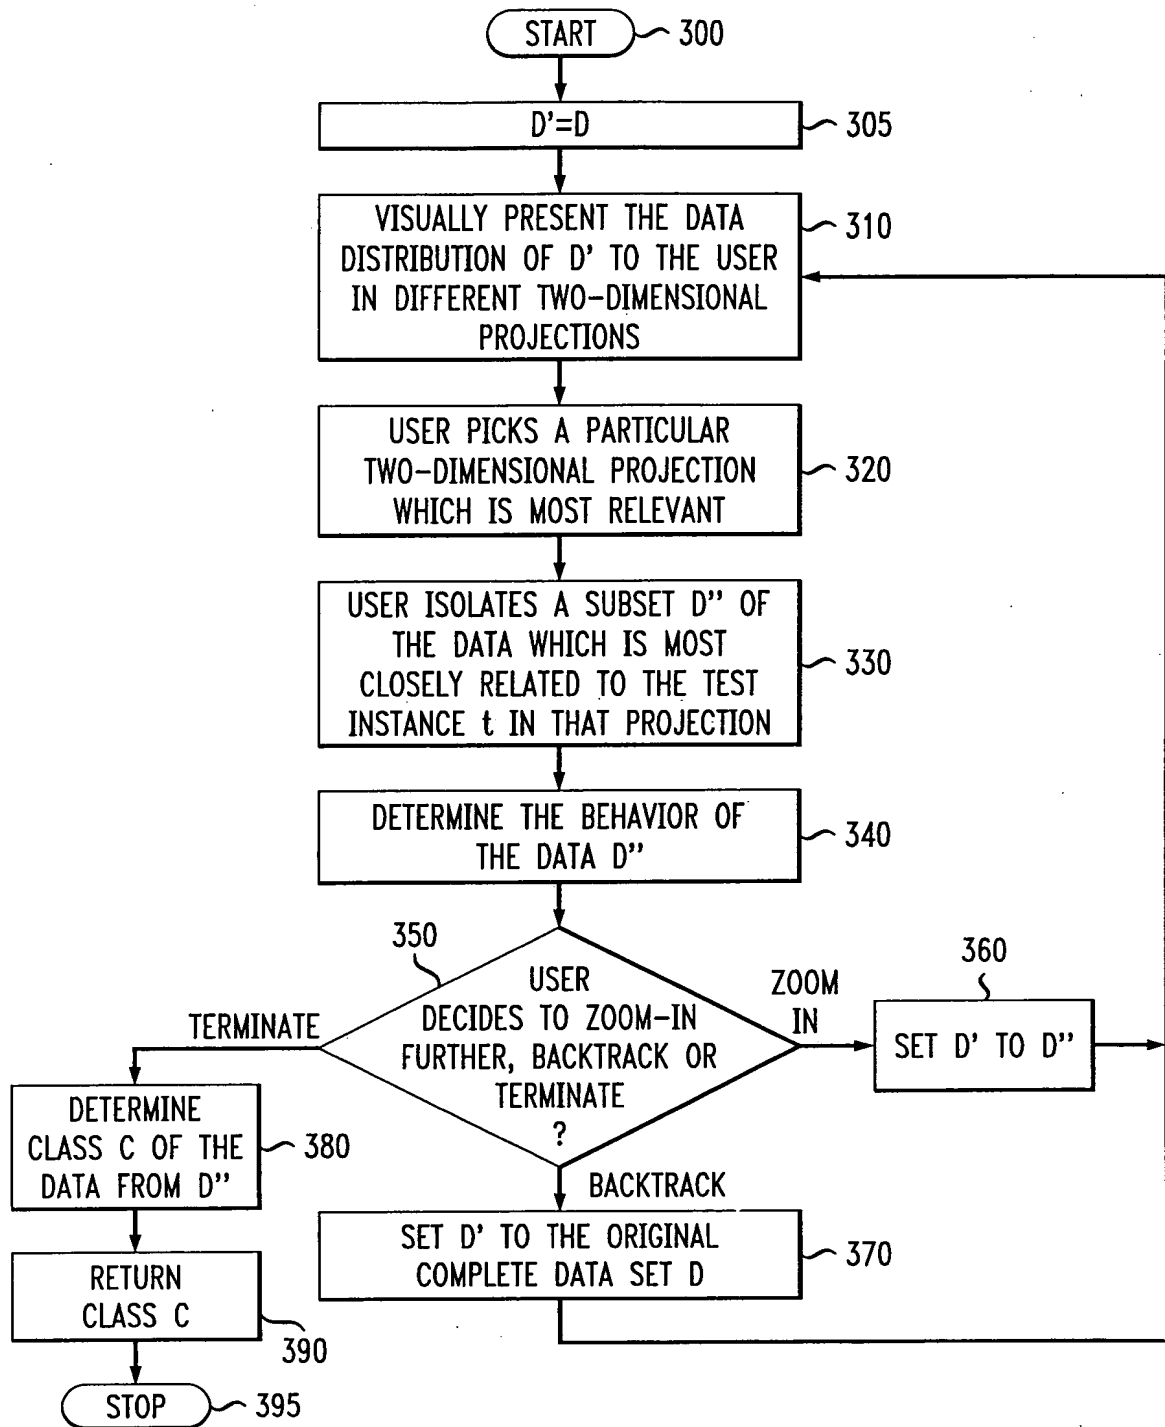 START
300
D'=D
305
VISUALLY PRESENT THE DATA
DISTRIBUTION OF D' TO THE USER
IN DIFFERENT TWO-DIMENSIONAL
PROJECTIONS
310
USER PICKS A PARTICULAR
TWO-DIMENSIONAL PROJECTION
WHICH IS MOST RELEVANT
320
USER ISOLATES A SUBSET D'' OF
THE DATA WHICH IS MOST
CLOSELY RELATED TO THE TEST
INSTANCE t IN THAT PROJECTION
330
DETERMINE THE BEHAVIOR OF
THE DATA D''
340
350
USER
DECIDES TO ZOOM-IN
FURTHER, BACKTRACK OR
TERMINATE
?
ZOOM
IN
360
SET D' TO D''
TERMINATE
DETERMINE
CLASS C OF THE
DATA FROM D''
380
BACKTRACK
SET D' TO THE ORIGINAL
COMPLETE DATA SET D
370
RETURN
CLASS C
390
STOP
395